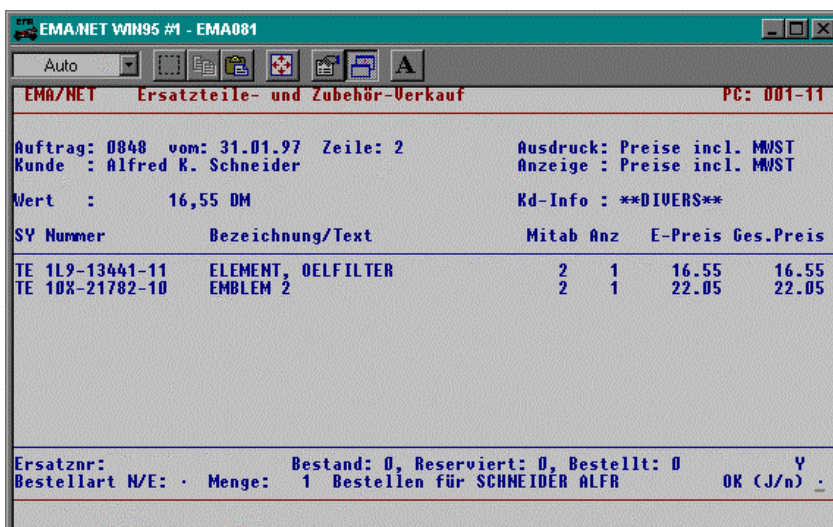 EMA/NET WIN95 #1 - EMA081
Auto A
EMA/NET Ersatzteile- und Zubehör-Verkauf PC: 001-11
Auftrag: 0848 vom: 31.01.97 Zeile: 2 Ausdruck: Preise incl. MWST
Kunde : Alfred K. Schneider Anzeige : Preise incl. MWST
Wert : 16,55 DM Kd-Info : **DIVERS**
SY Nummer Bezeichnung/Text Mitab Anz E-Preis Ges.Preis
TE 1L9-13441-11 ELEMENT, OELFILTER 2 1 16.55 16.55
TE 10X-21782-10 EMBLEM 2 2 1 22.05 22.05
Ersatznr: Bestand: 0, Reserviert: 0, Bestellt: 0 Y
Bestellart N/E: · Menge: 1 Bestellen für SCHNEIDER ALFR OK (J/n) ·